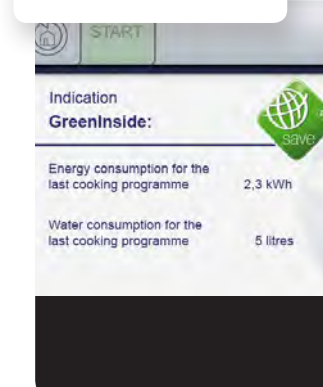 START
Indication
GreenInside:
save
Energy consumption for the
last cooking programme 2,3 kWh
Water consumption for the
last cooking programme 5 litres